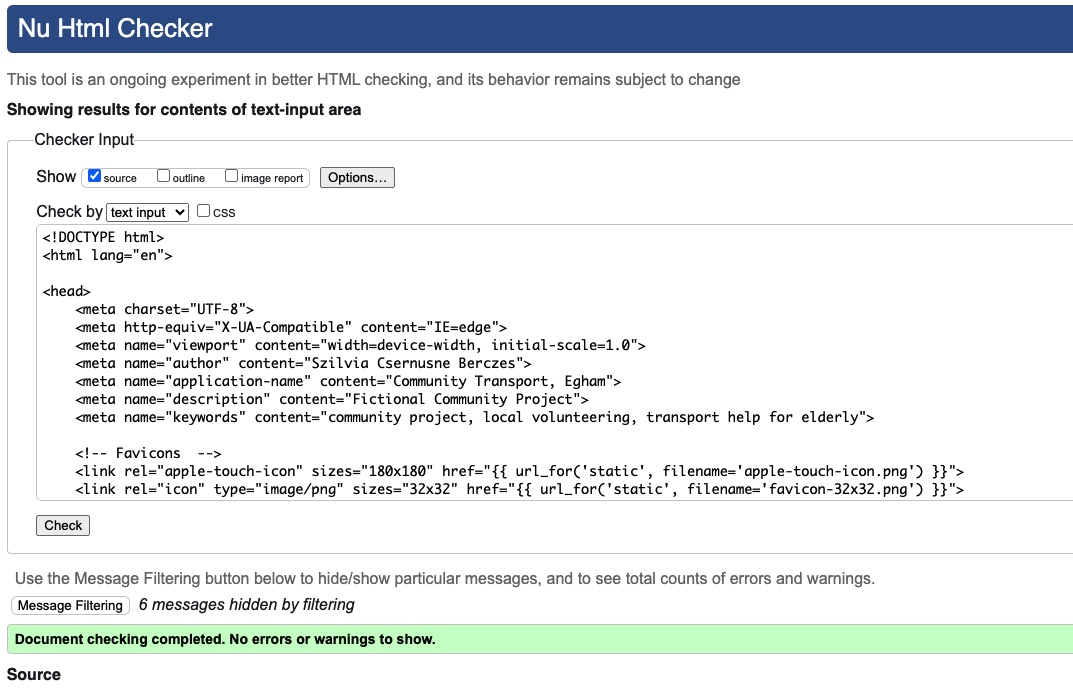 Nu Html Checker
This tool is an ongoing experiment in better HTML checking, and its behavior remains subject to change
Showing results for contents of text-input area
Checker Input
Show source outline image report Options...
Check by text input css
<!DOCTYPE html>
<html lang="en">
<head>
<meta charset="UTF-8">
<meta http-equiv="X-UA-Compatible" content="IE=edge">
<meta name="viewport" content="width=device-width, initial-scale=1.0">
<meta name="author" content="Szilvia Csernusne Berczes">
<meta name="application-name" content="Community Transport, Egham">
<meta name="description" content="Fictional Community Project">
<meta name="keywords" content="community project, local volunteering, transport help for elderly">
<!-- Favicons  -->
<link rel="apple-touch-icon" sizes="180x180" href="{{ url_for('static', filename='apple-touch-icon.png') }}">
<link rel="icon" type="image/png" sizes="32x32" href="{{ url_for('static', filename='favicon-32x32.png') }}">
Check
Use the Message Filtering button below to hide/show particular messages, and to see total counts of errors and warnings.
Message Filtering 6 messages hidden by filtering
Document checking completed. No errors or warnings to show.
Source